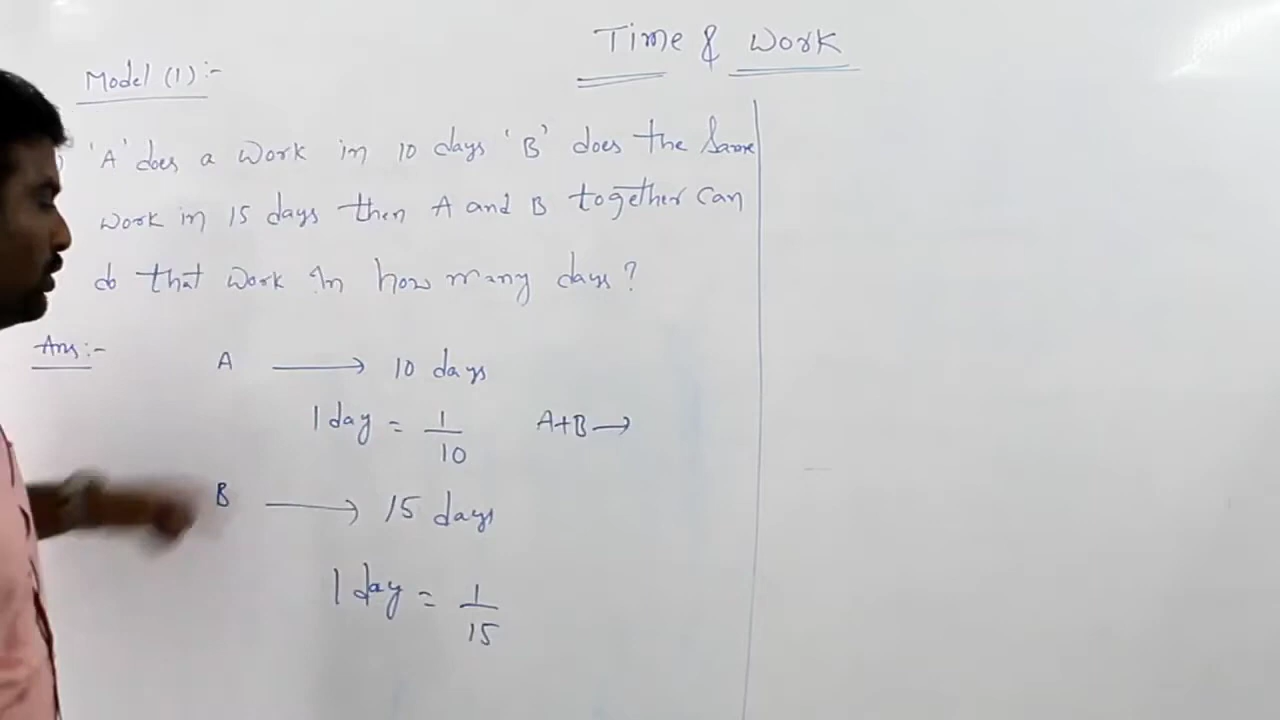 Time & Work
Model (1):-
'A' does a work in 10 days 'B' does the same
work in 15 days then A and B together can
do that work in how many days?
Ans:-
A → 10 days
1 day = 1/10
A+B →
B → 15 days
1 day = 1/15